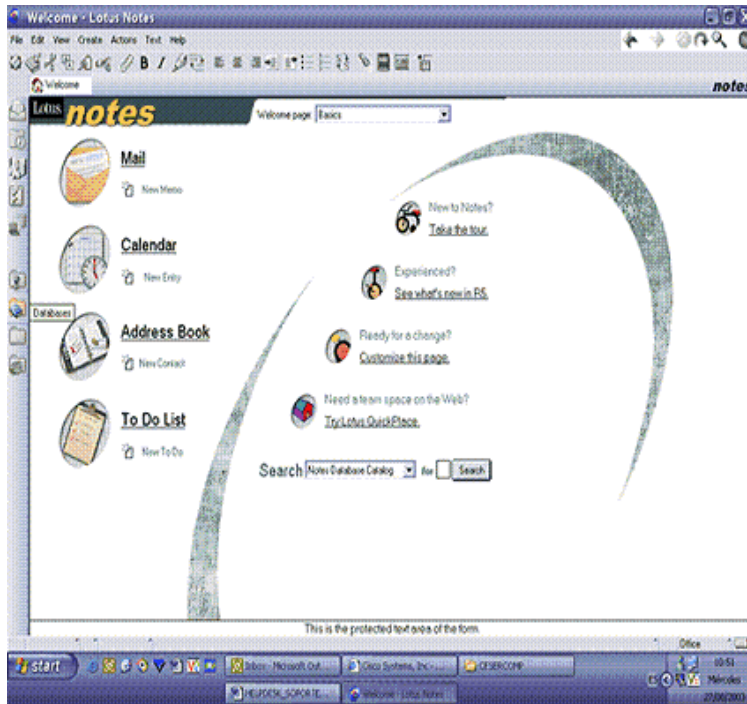 Welcome - Lotus Notes
File Edit View Create Actions Text Help
Welcome
notes
Lotus notes
Welcome page: Basics
Mail
New Memo
New to Notes?
Take the tour.
Calendar
New Entry
Experienced?
See what's new in R5.
Databases
Address Book
New Contact
Ready for a change?
Customize this page.
To Do List
New To Do
Need a team space on the Web?
Try Lotus QuickPlace.
Search Notes Database Catalog for Search
This is the protected text area of the form.
Office
start
Inbox - Microsoft Out...
Cisco Systems, Inc - ...
CESERCOMP
10:51
ES
Miércoles
HELPDESK_SOPORTE...
Welcome - Lotus Notes
27/08/2003